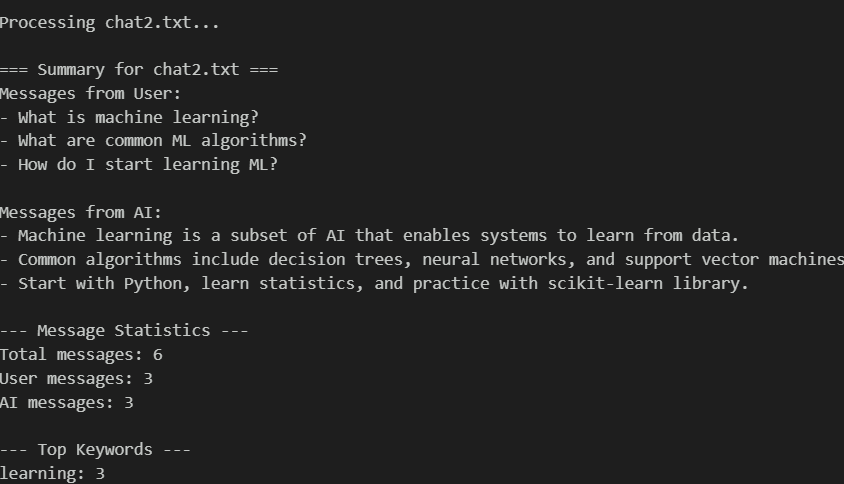 Processing chat2.txt...
=== Summary for chat2.txt ===
Messages from User:
- What is machine learning?
- What are common ML algorithms?
- How do I start learning ML?
Messages from AI:
- Machine learning is a subset of AI that enables systems to learn from data.
- Common algorithms include decision trees, neural networks, and support vector machines
- Start with Python, learn statistics, and practice with scikit-learn library.
--- Message Statistics ---
Total messages: 6
User messages: 3
AI messages: 3
--- Top Keywords ---
learning: 3